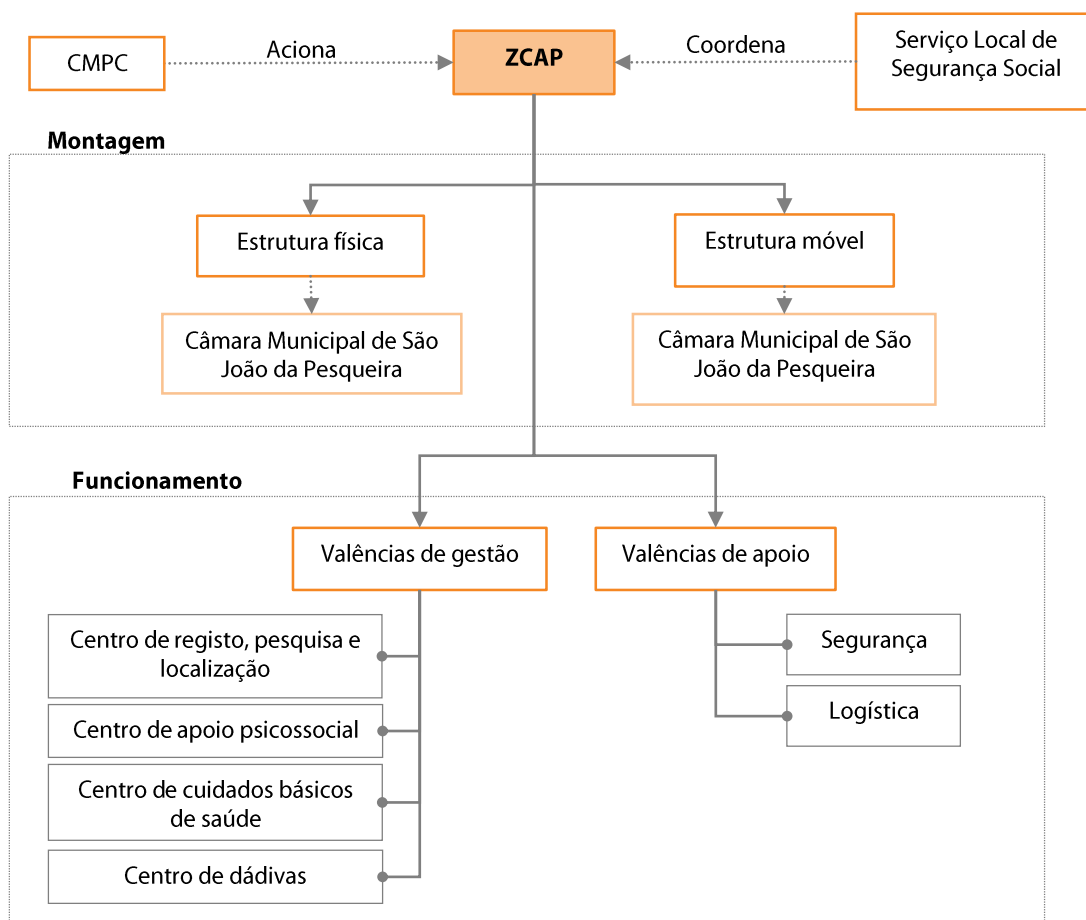 CMPC
Aciona
ZCAP
Coordena
Serviço Local de
Segurança Social
Montagem
Estrutura física
Estrutura móvel
Câmara Municipal de São
João da Pesqueira
Câmara Municipal de São
João da Pesqueira
Funcionamento
Valências de gestão
Valências de apoio
Centro de registo, pesquisa e
localização
Centro de apoio psicossocial
Centro de cuidados básicos
de saúde
Centro de dádivas
Segurança
Logística